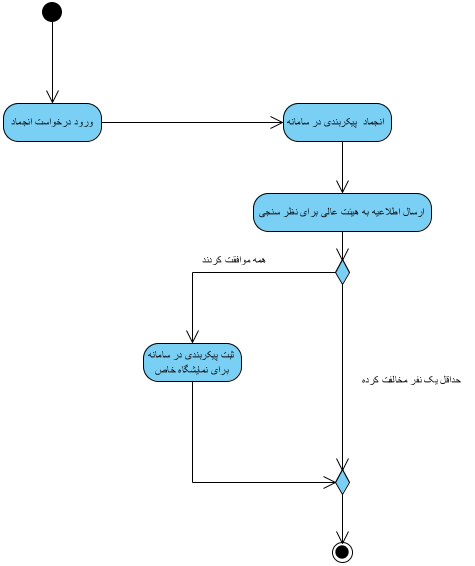 ورود درخواست انجماد
انجماد پیکربندی در سامانه
ارسال اطلاعیه به هیئت عالی برای نظر سنجی
همه موافقت کردند
ثبت پیکربندی در سامانه
برای نمایشگاه خاص
حداقل یک نفر مخالفت کرده